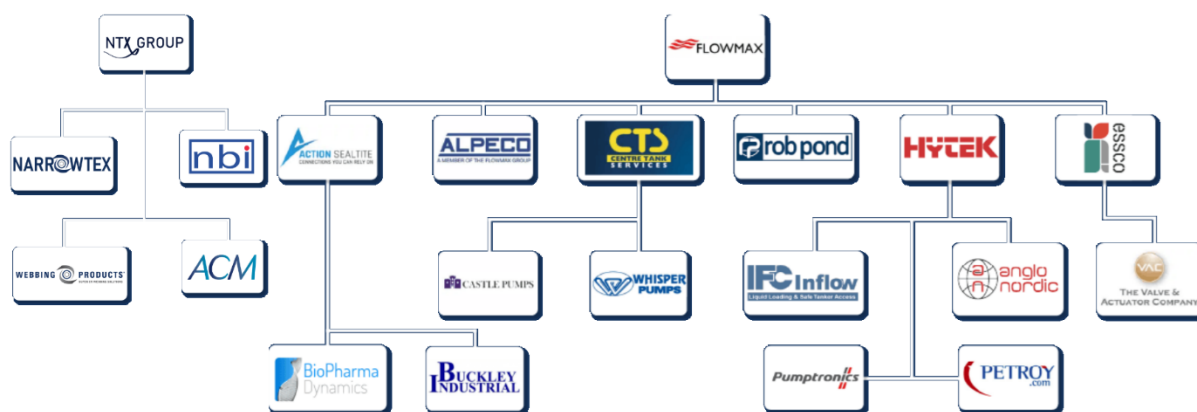 NTX GROUP
FLOWMAX
NARROWTEX
nbi
ACTION SEALTITE
CONNECTIONS YOU CAN RELY ON
ALPECO
A MEMBER OF THE FLOWMAX GROUP
CTS
CENTRE TANK
SERVICES
rob pond
HYTEK
essco
WEBBING PRODUCTS
ACM
CASTLE PUMPS
WHISPER
PUMPS
IFC Inflow
Liquid Loading & Safe Tanker Access
anglo
nordic
an
VAC
THE VALVE &
ACTUATOR COMPANY
BioPharma
Dynamics
BUCKLEY
INDUSTRIAL
Pumptronics
PETROY
.com